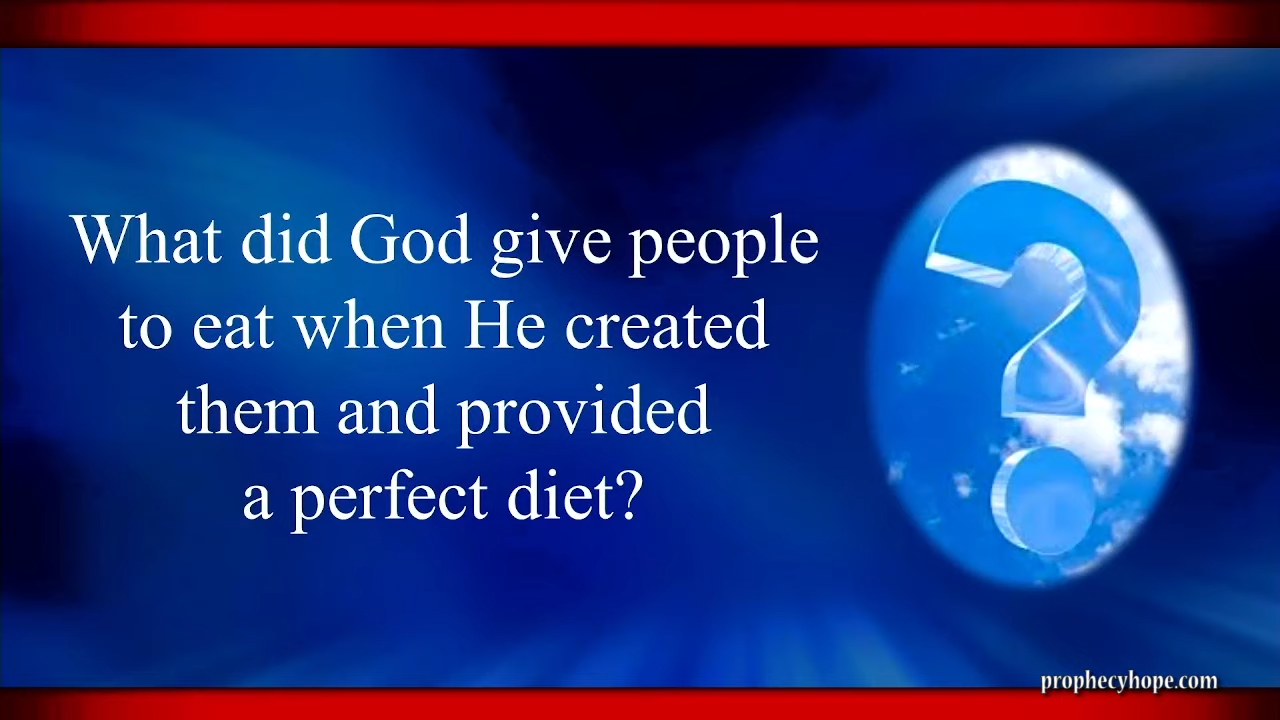 What did God give people
to eat when He created
them and provided
a perfect diet?
prophecyhope.com